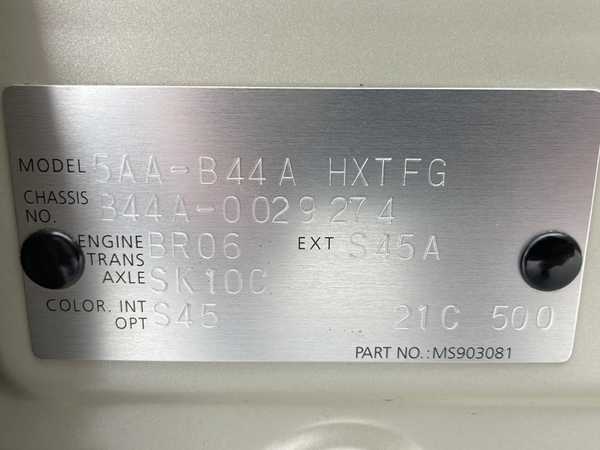 MODEL 5AA-B44A HXTFG
CHASSIS NO. B44A-0029274
ENGINE BR06 EXT S45A
TRANS AXLE SK10C
COLOR. INT OPT S45 21C 500
PART NO.:MS903081